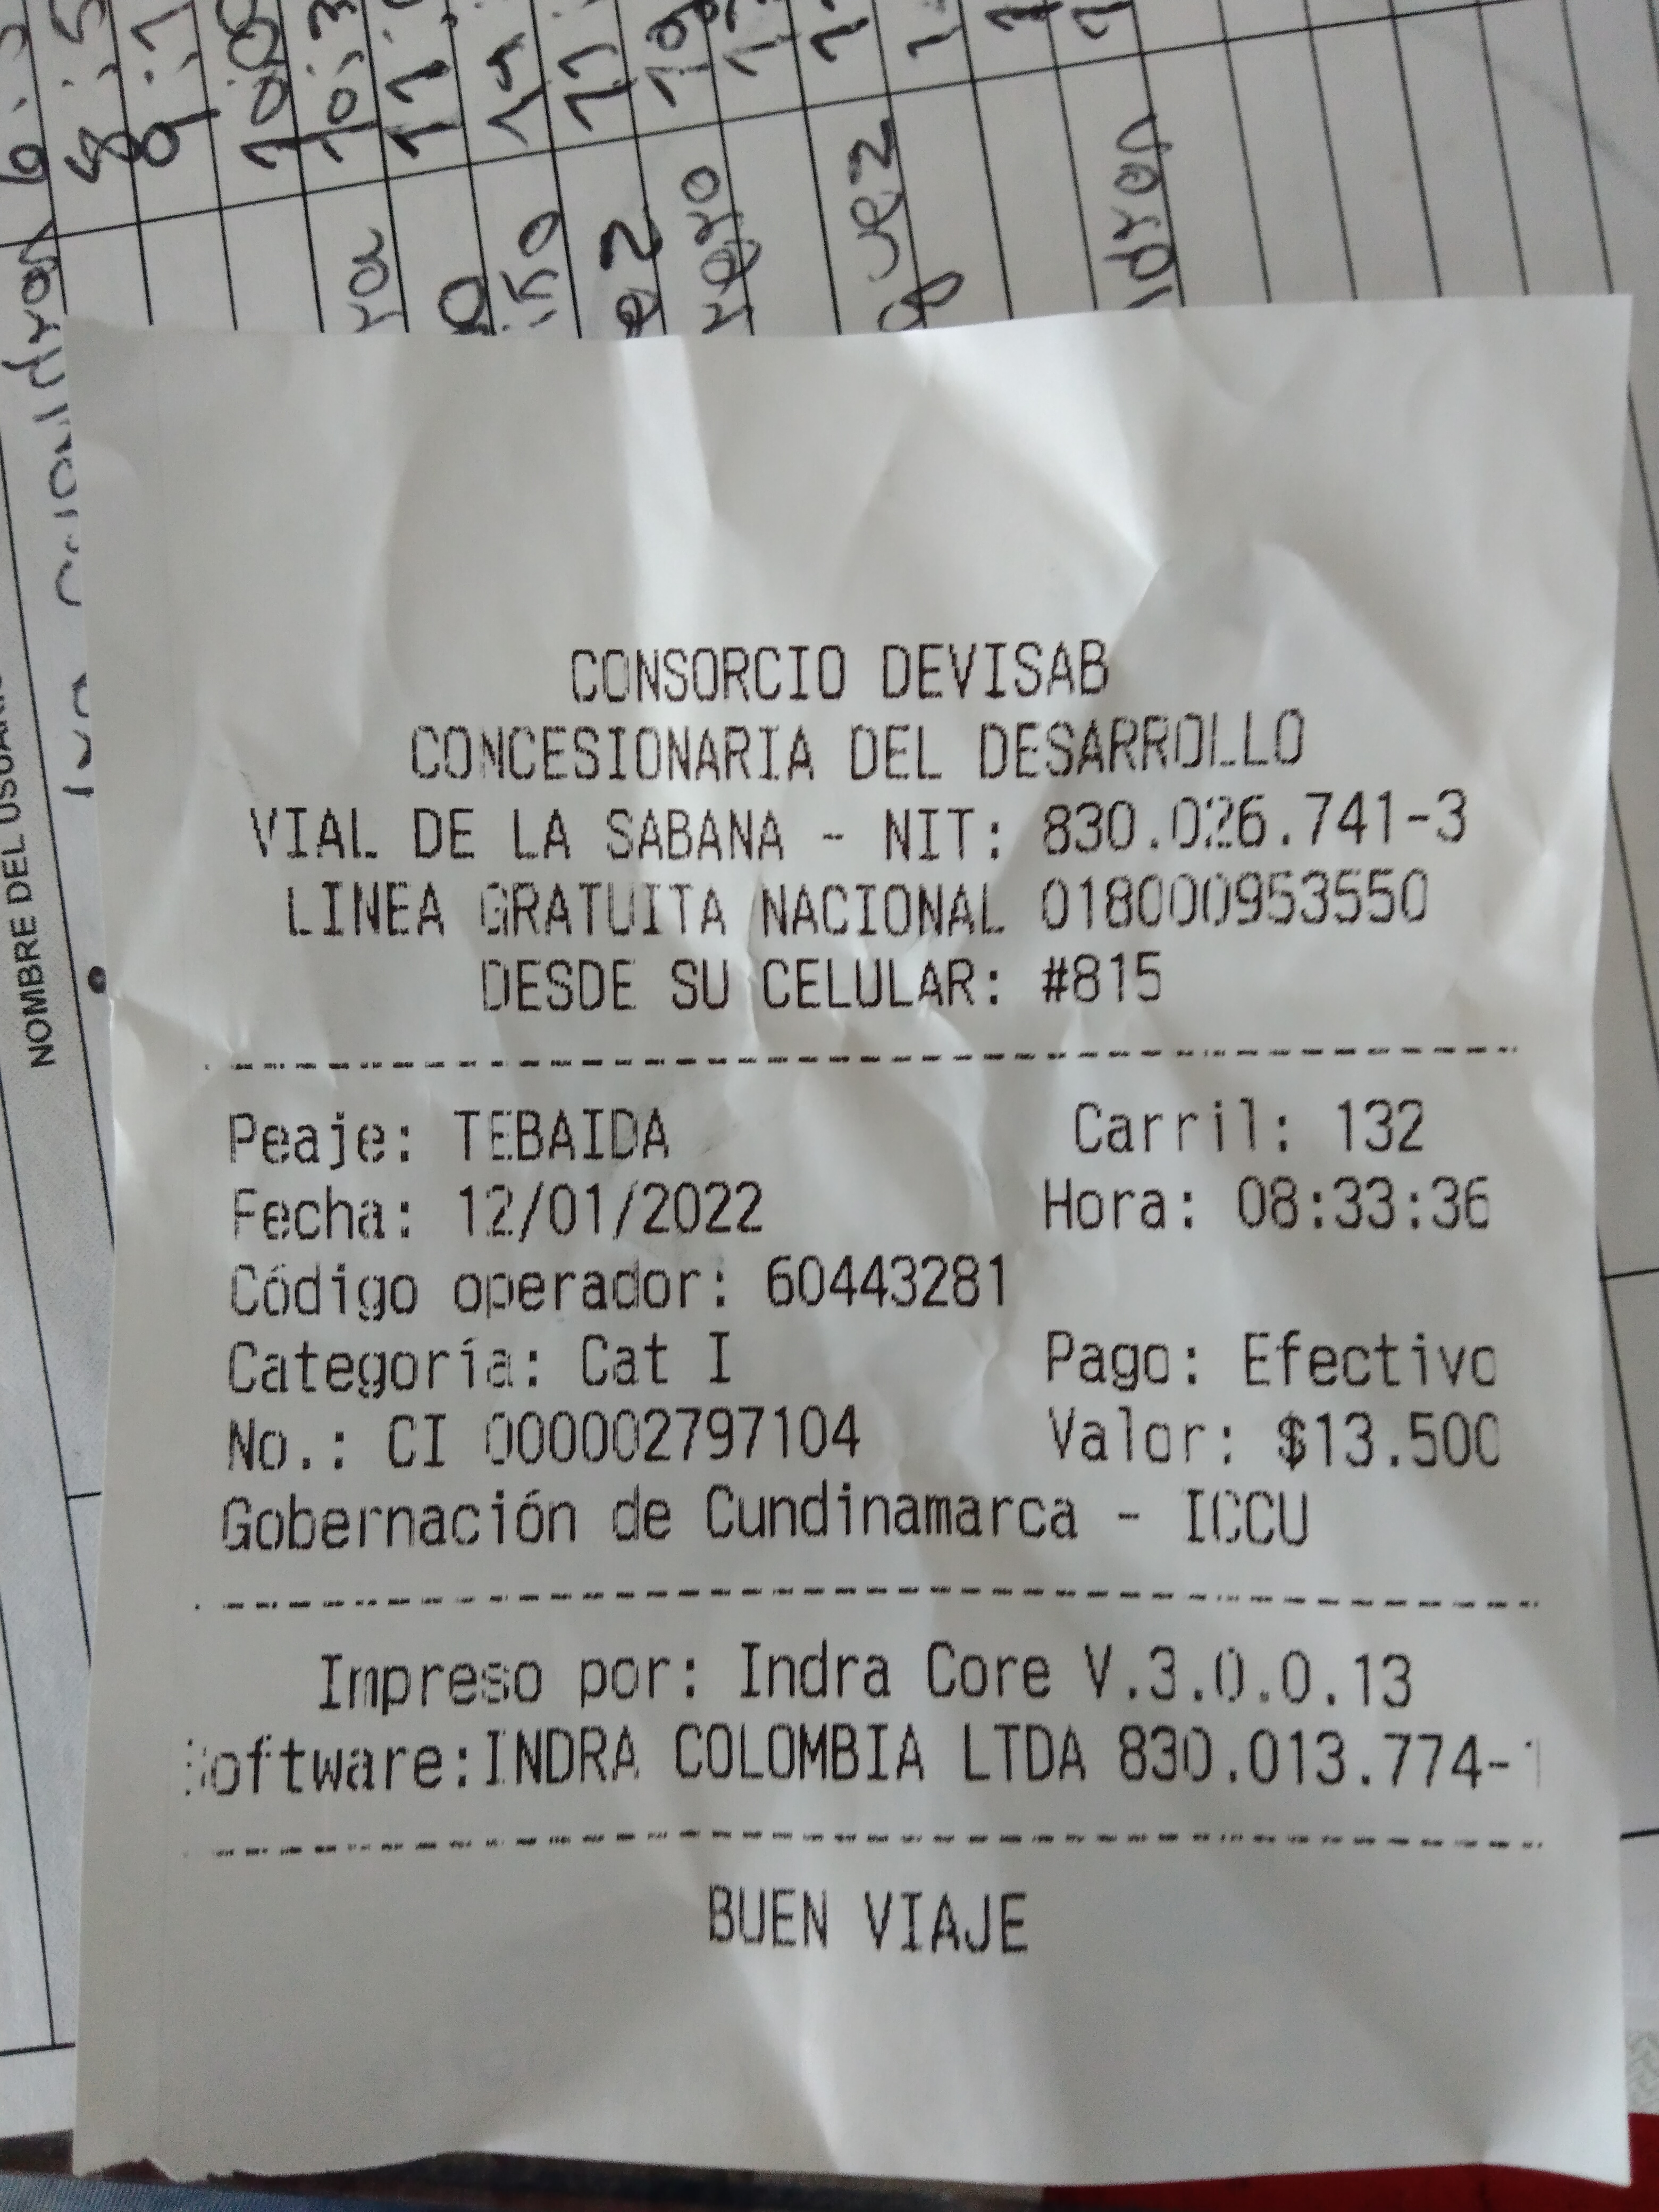 CONSORCIO DEVISAB
CONCESIONARIA DEL DESARROLLO
VIAL DE LA SABANA - NIT: 830.026.741-3
LINEA GRATUITA NACIONAL 018000953550
DESDE SU CELULAR: #815
Peaje: TEBAIDA Carril: 132
Fecha: 12/01/2022 Hora: 08:33:36
Código operador: 60443281
Categoría: Cat I Pago: Efectivo
No.: CI 000002797104 Valor: $13.500
Gobernación de Cundinamarca - ICCU
Impreso por: Indra Core V.3.0.0.13
Software:INDRA COLOMBIA LTDA 830.013.774-1
BUEN VIAJE
NOMBRE DEL USUARIO